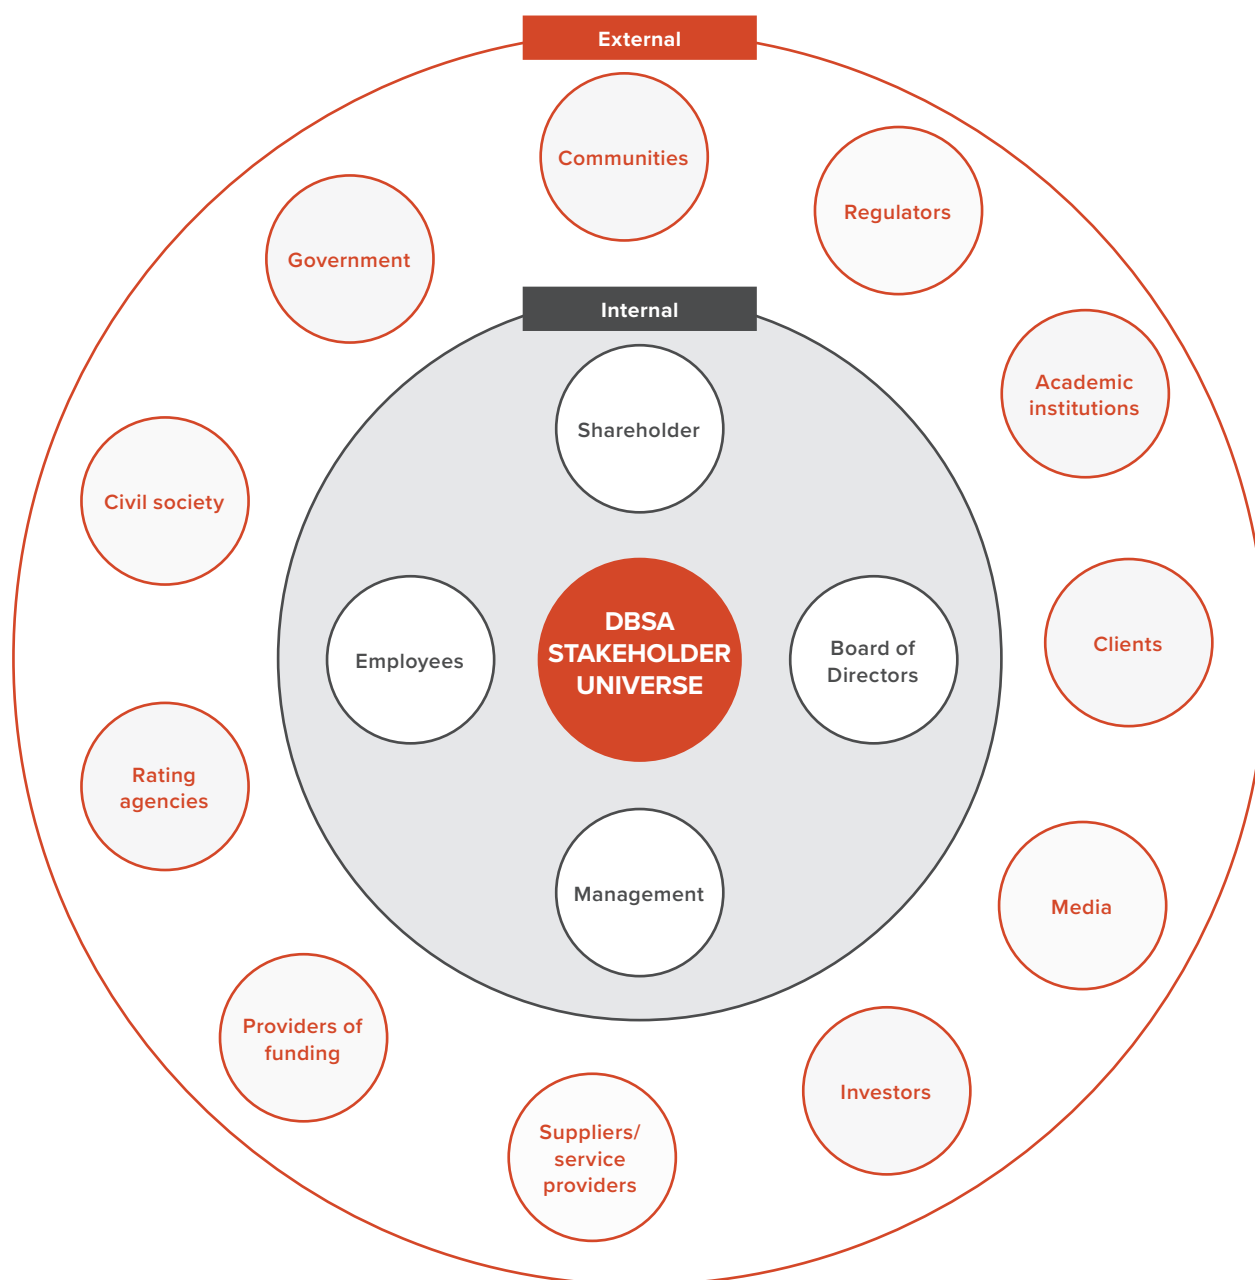 External
Communities
Regulators
Government
Academic
institutions
Internal
Shareholder
Civil society
DBSA
STAKEHOLDER
UNIVERSE
Employees
Board of
Directors
Clients
Rating
agencies
Management
Media
Providers of
funding
Investors
Suppliers/
service
providers